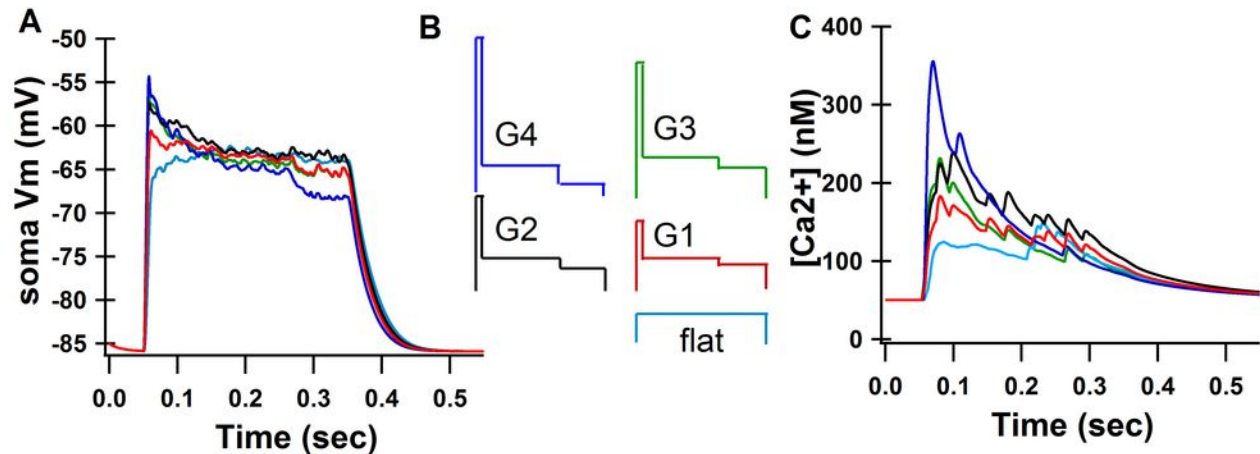 A
soma Vm (mV)
-50
-55
-60
-65
-70
-75
-80
-85
0.0 0.1 0.2 0.3 0.4 0.5
Time (sec)
B
G4
G3
G2
G1
flat
C
[Ca2+] (nM)
400
300
200
100
0
0.0 0.1 0.2 0.3 0.4 0.5
Time (sec)